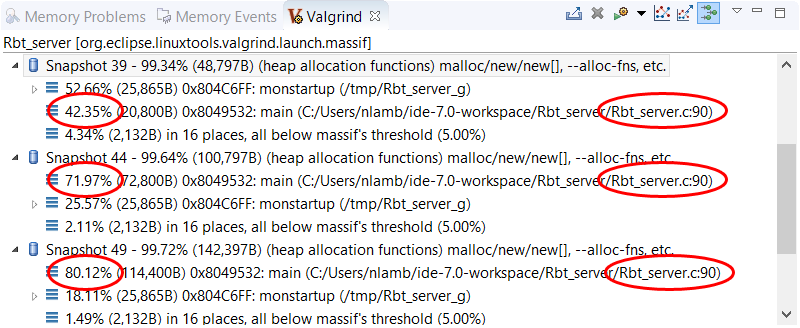 Memory Problems Memory Events Valgrind
Rbt_server [org.eclipse.linuxtools.valgrind.launch.massif]
Snapshot 39 - 99.34% (48,797B) (heap allocation functions) malloc/new/new[], --alloc-fns, etc.
52.66% (25,865B) 0x804C6FF: monstartup (/tmp/Rbt_server_g)
42.35% (20,800B) 0x8049532: main (C:/Users/nlamb/ide-7.0-workspace/Rbt_server/Rbt_server.c:90)
4.34% (2,132B) in 16 places, all below massif's threshold (5.00%)
Snapshot 44 - 99.64% (100,797B) (heap allocation functions) malloc/new/new[], --alloc-fns, etc.
71.97% (72,800B) 0x8049532: main (C:/Users/nlamb/ide-7.0-workspace/Rbt_server/Rbt_server.c:90)
25.57% (25,865B) 0x804C6FF: monstartup (/tmp/Rbt_server_g)
2.11% (2,132B) in 16 places, all below massif's threshold (5.00%)
Snapshot 49 - 99.72% (142,397B) (heap allocation functions) malloc/new/new[], --alloc-fns, etc.
80.12% (114,400B) 0x8049532: main (C:/Users/nlamb/ide-7.0-workspace/Rbt_server/Rbt_server.c:90)
18.11% (25,865B) 0x804C6FF: monstartup (/tmp/Rbt_server_g)
1.49% (2,132B) in 16 places, all below massif's threshold (5.00%)